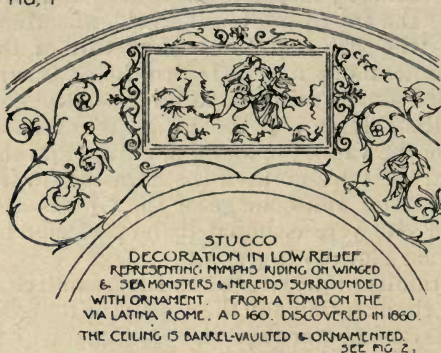 FIG, 1
STUCCO
DECORATION IN LOW RELIEF
REPRESENTING NYMPHS RIDING ON WINGED
& SEA MONSTERS & NEREIDS SURROUNDED
WITH ORNAMENT. FROM A TOMB ON THE
VIA LATINA ROME. AD 160. DISCOVERED IN 1860.
THE CEILING IS BARREL-VAULTED & ORNAMENTED.
SEE FIG. 2,